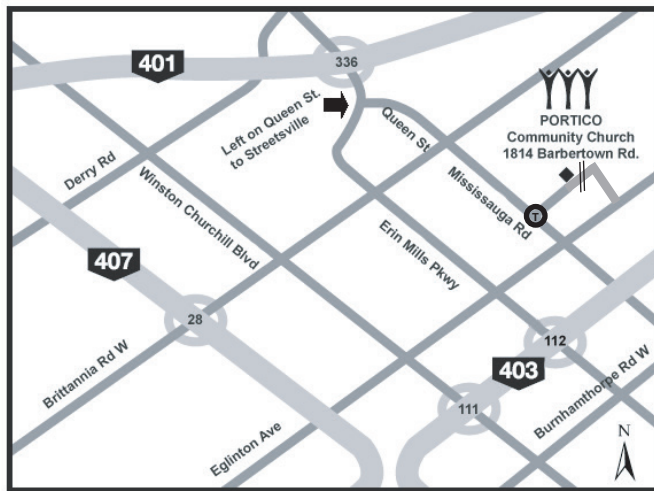 401
336
Left on Queen St.
to Streetsville
Queen St
PORTICO
Community Church
1814 Barbertown Rd.
Derry Rd
Winston Churchill Blvd
Mississauga Rd
T
Erin Mills Pkwy
407
28
Brittannia Rd W
Eglinton Ave
112
403
111
Burnhamthorpe Rd W
N